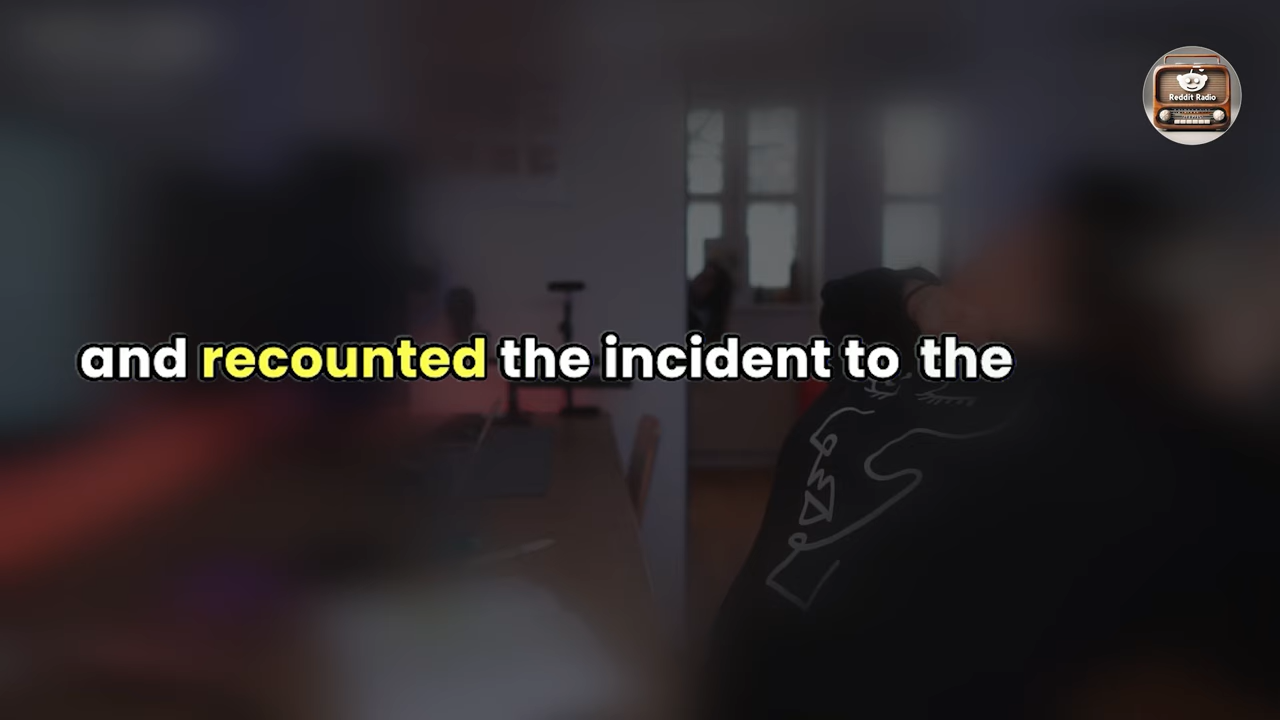 Reddit Radio
and recounted the incident to the